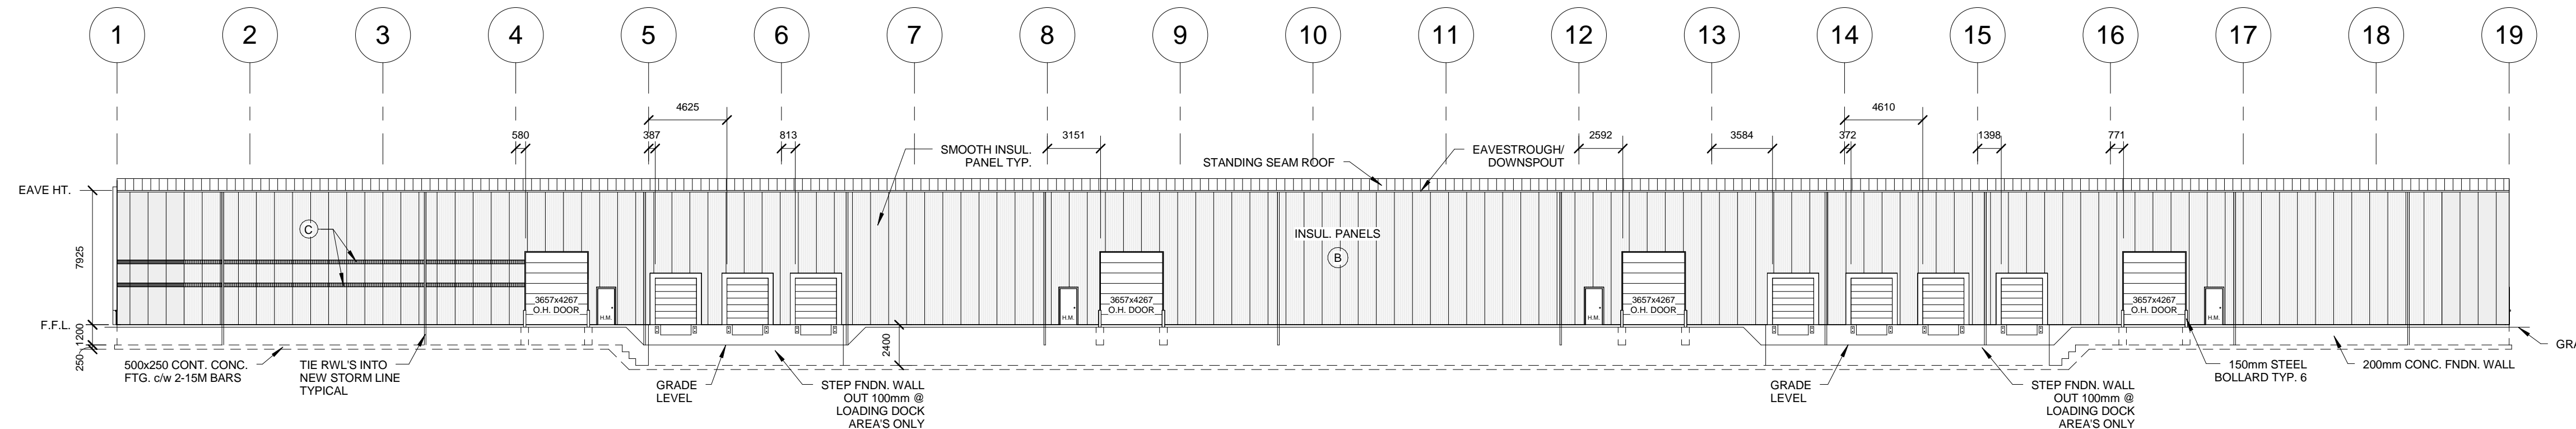 1 2 3 4 5 6 7 8 9 10 11 12 13 14 15 16 17 18 19
4625 4610
580 387 813 3151 2592 3584 372 1398 771
SMOOTH INSUL.
PANEL TYP.
STANDING SEAM ROOF
EAVESTROUGH/
DOWNSPOUT
EAVE HT.
7925
C
INSUL. PANELS
B
3657x4267
O.H. DOOR
H.M.
H.M.
3657x4267
O.H. DOOR
H.M.
3657x4267
O.H. DOOR
3657x4267
O.H. DOOR
H.M.
F.F.L.
1200
250
2400
500x250 CONT. CONC.
FTG. c/w 2-15M BARS
TIE RWL'S INTO
NEW STORM LINE
TYPICAL
GRADE
LEVEL
STEP FNDN. WALL
OUT 100mm @
LOADING DOCK
AREA'S ONLY
GRADE
LEVEL
STEP FNDN. WALL
OUT 100mm @
LOADING DOCK
AREA'S ONLY
150mm STEEL
BOLLARD TYP. 6
200mm CONC. FNDN. WALL